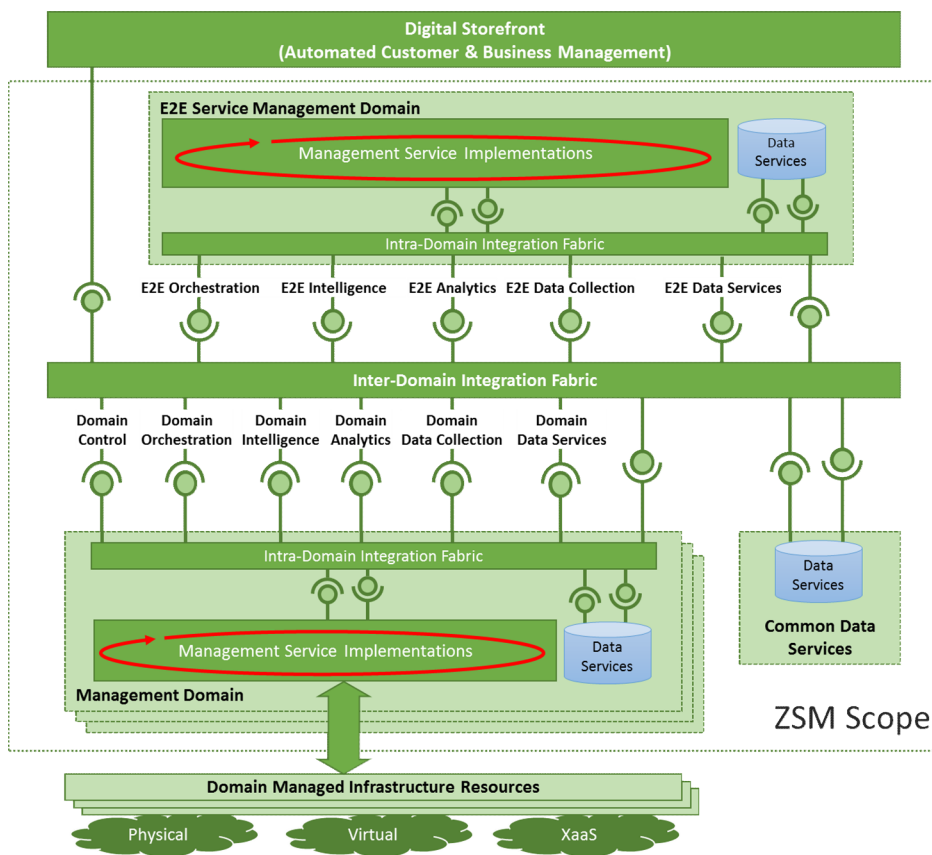 Digital Storefront
(Automated Customer & Business Management)
E2E Service Management Domain
Management Service Implementations
Data
Services
Intra-Domain Integration Fabric
E2E Orchestration
E2E Intelligence
E2E Analytics
E2E Data Collection
E2E Data Services
Inter-Domain Integration Fabric
Domain
Control
Domain
Orchestration
Domain
Intelligence
Domain
Analytics
Domain
Data Collection
Domain
Data Services
Intra-Domain Integration Fabric
Management Service Implementations
Data
Services
Management Domain
Data
Services
Common Data
Services
ZSM Scope
Domain Managed Infrastructure Resources
Physical
Virtual
XaaS